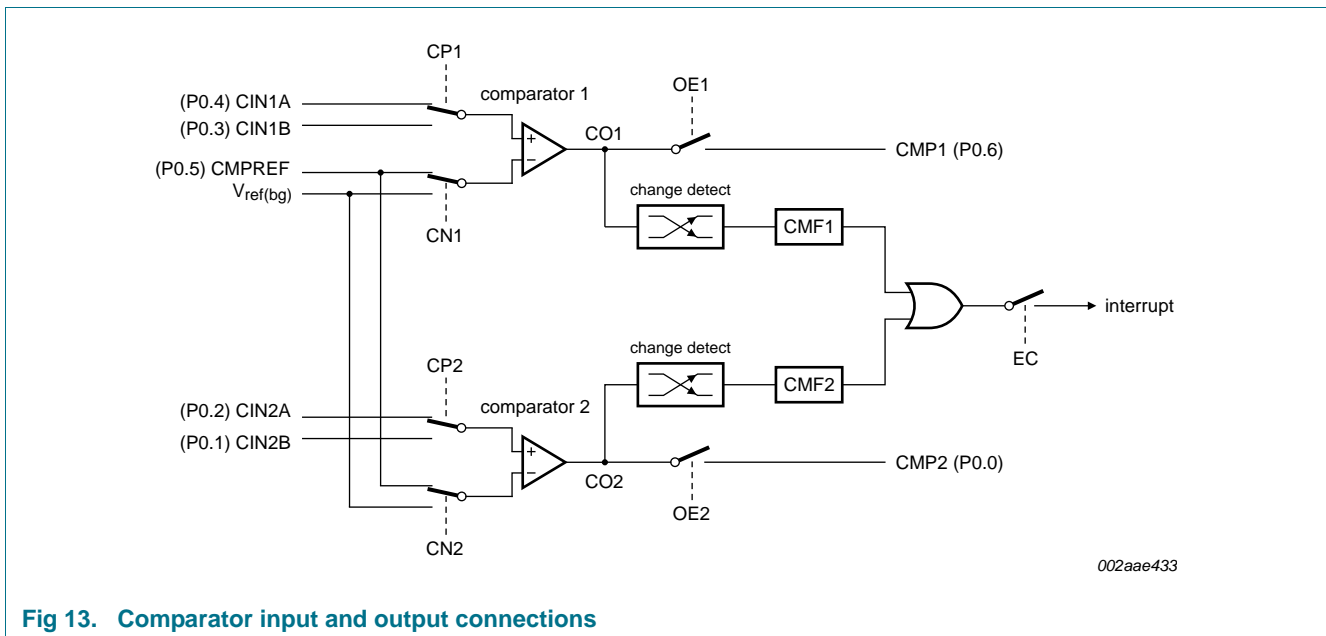 CP1
comparator 1
OE1
(P0.4) CIN1A
(P0.3) CIN1B
+
−
CO1
CMP1 (P0.6)
(P0.5) CMPREF
Vref(bg)
change detect
CN1
CMF1
interrupt
EC
change detect
CP2
CMF2
comparator 2
(P0.2) CIN2A
(P0.1) CIN2B
+
−
CO2
CMP2 (P0.0)
OE2
CN2
002aae433
Fig 13. Comparator input and output connections